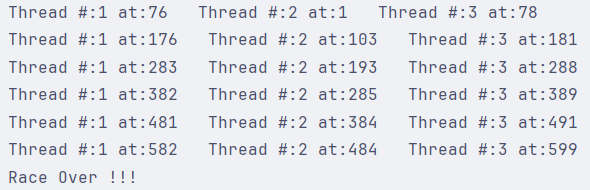 Thread #:1 at:76   Thread #:2 at:1   Thread #:3 at:78
Thread #:1 at:176   Thread #:2 at:103   Thread #:3 at:181
Thread #:1 at:283   Thread #:2 at:193   Thread #:3 at:288
Thread #:1 at:382   Thread #:2 at:285   Thread #:3 at:389
Thread #:1 at:481   Thread #:2 at:384   Thread #:3 at:491
Thread #:1 at:582   Thread #:2 at:484   Thread #:3 at:599
Race Over !!!